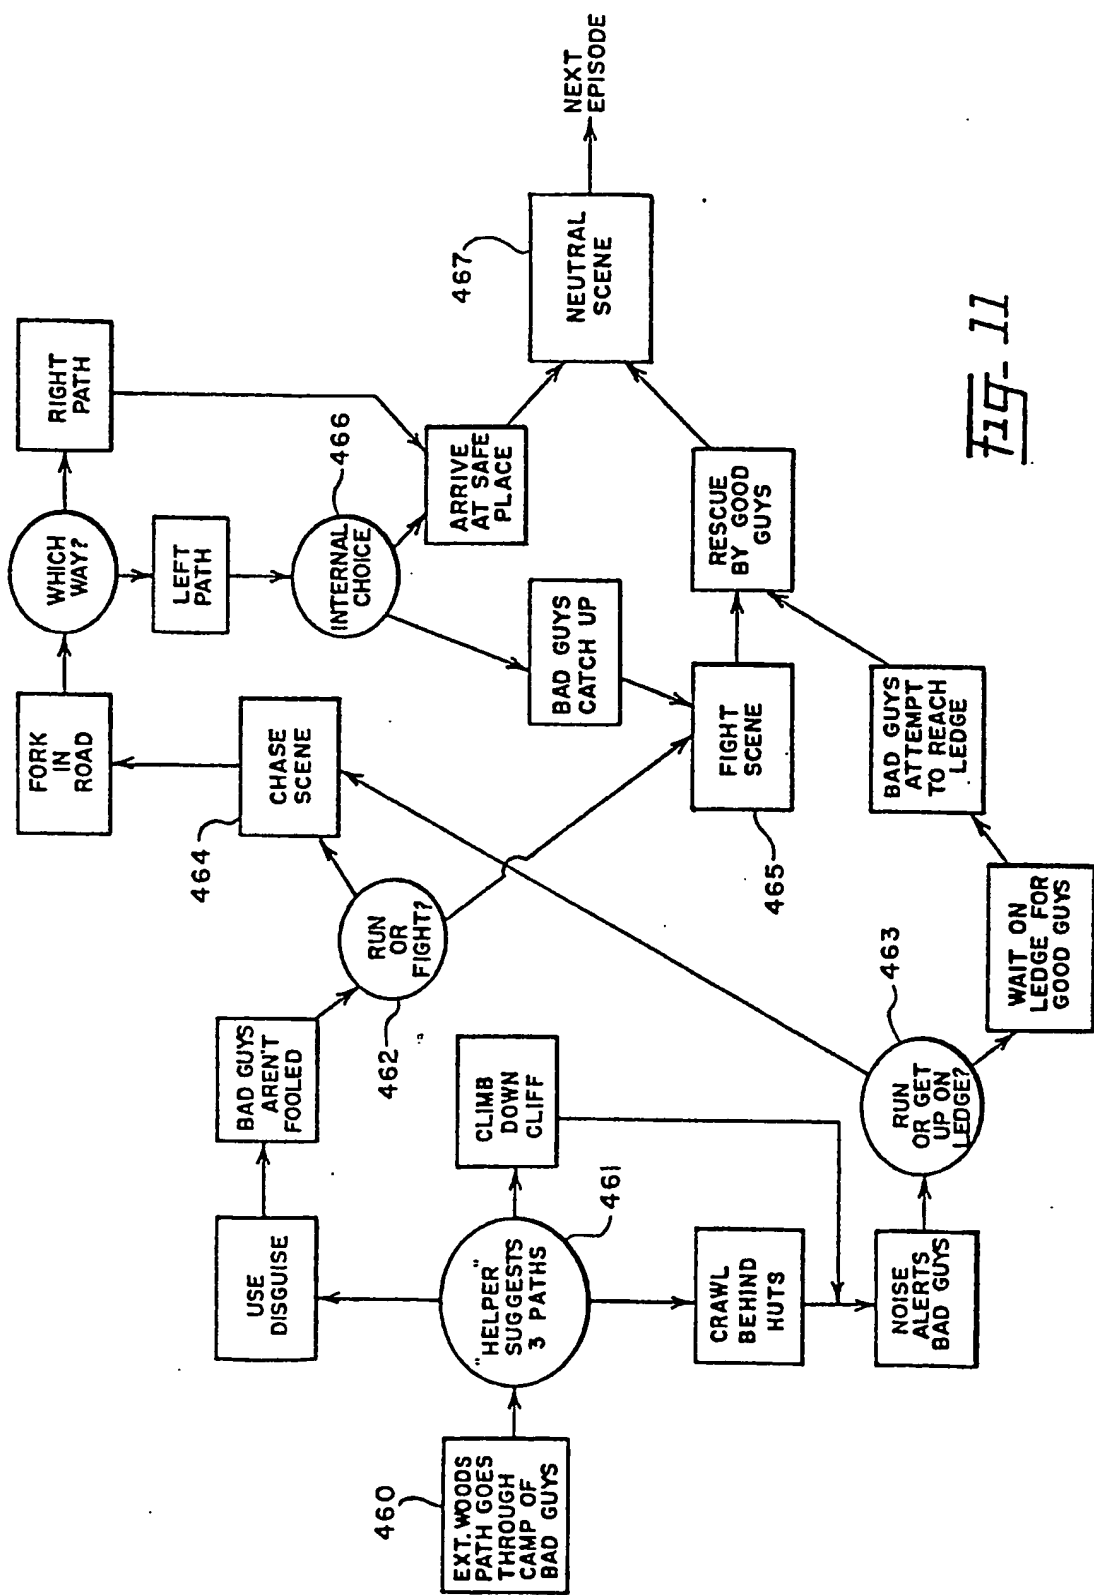 EXT. WOODS
PATH GOES
THROUGH
CAMP OF
BAD GUYS
460
"HELPER"
SUGGESTS
3 PATHS
461
USE
DISGUISE
BAD GUYS
AREN'T
FOOLED
CLIMB
DOWN
CLIFF
CRAWL
BEHIND
HUTS
NOISE
ALERTS
BAD GUYS
RUN
OR
FIGHT?
462
RUN
OR GET
UP ON
LEDGE?
463
CHASE
SCENE
464
FORK
IN
ROAD
WHICH
WAY?
RIGHT
PATH
LEFT
PATH
INTERNAL
CHOICE
466
ARRIVE
AT SAFE
PLACE
BAD GUYS
CATCH UP
FIGHT
SCENE
465
WAIT ON
LEDGE FOR
GOOD GUYS
BAD GUYS
ATTEMPT
TO REACH
LEDGE
RESCUE
BY GOOD
GUYS
NEUTRAL
SCENE
467
NEXT
EPISODE
Fig-11